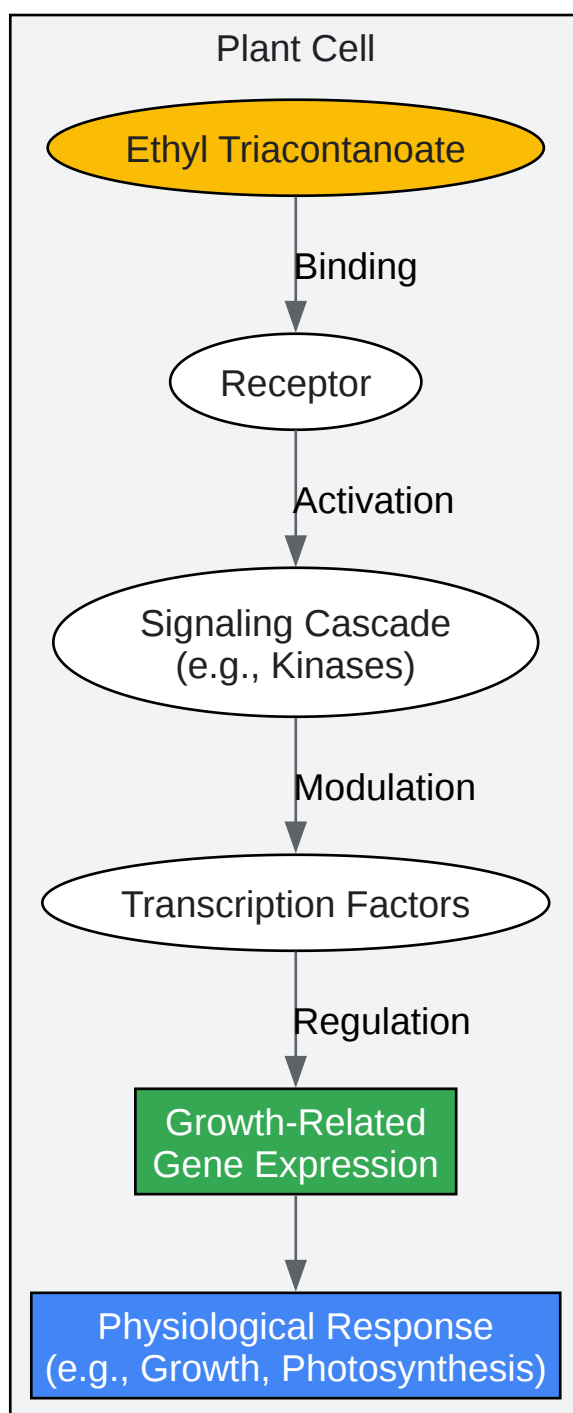 Plant Cell
Ethyl Triacontanoate
Binding
Receptor
Activation
Signaling Cascade
(e.g., Kinases)
Modulation
Transcription Factors
Regulation
Growth-Related
Gene Expression
Physiological Response
(e.g., Growth, Photosynthesis)